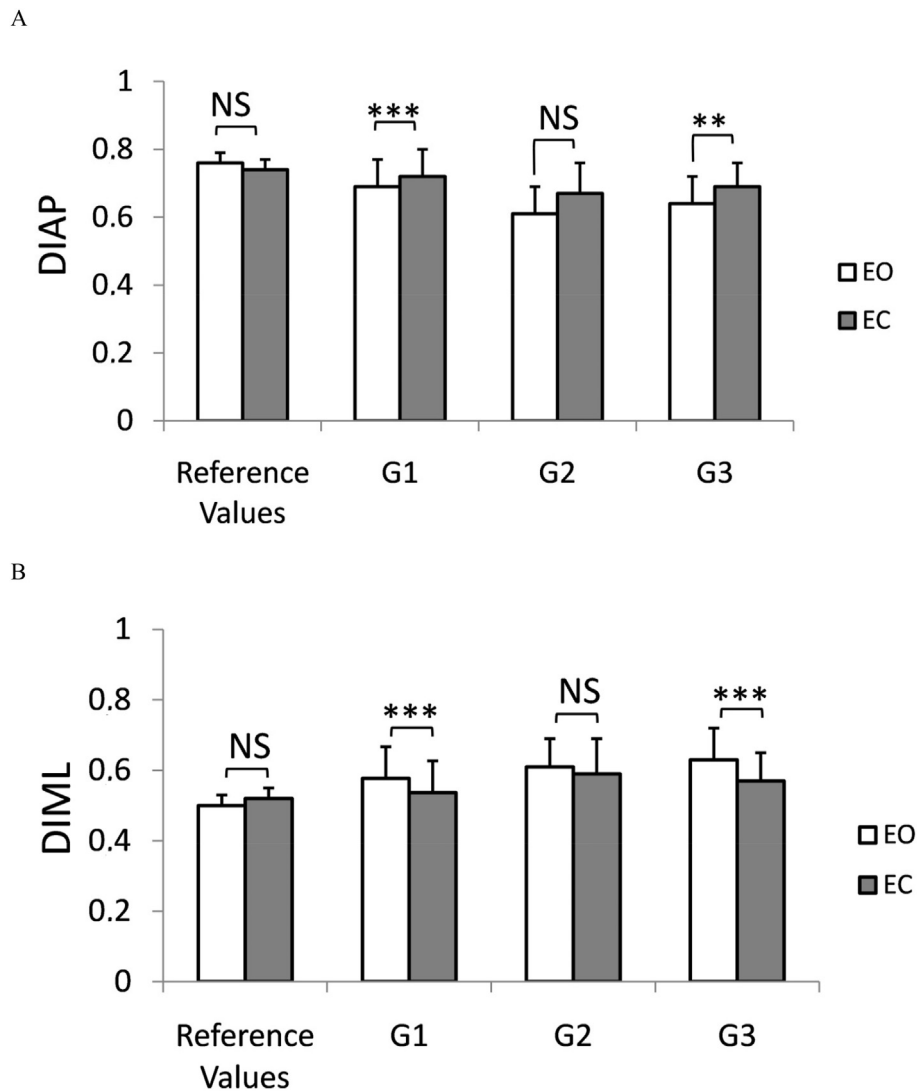 A
DIAP
1
0.8
0.6
0.4
0.2
0
NS
***
NS
**
Reference
Values
G1
G2
G3
EO
EC
B
DIML
1
0.8
0.6
0.4
0.2
0
NS
***
NS
***
Reference
Values
G1
G2
G3
EO
EC